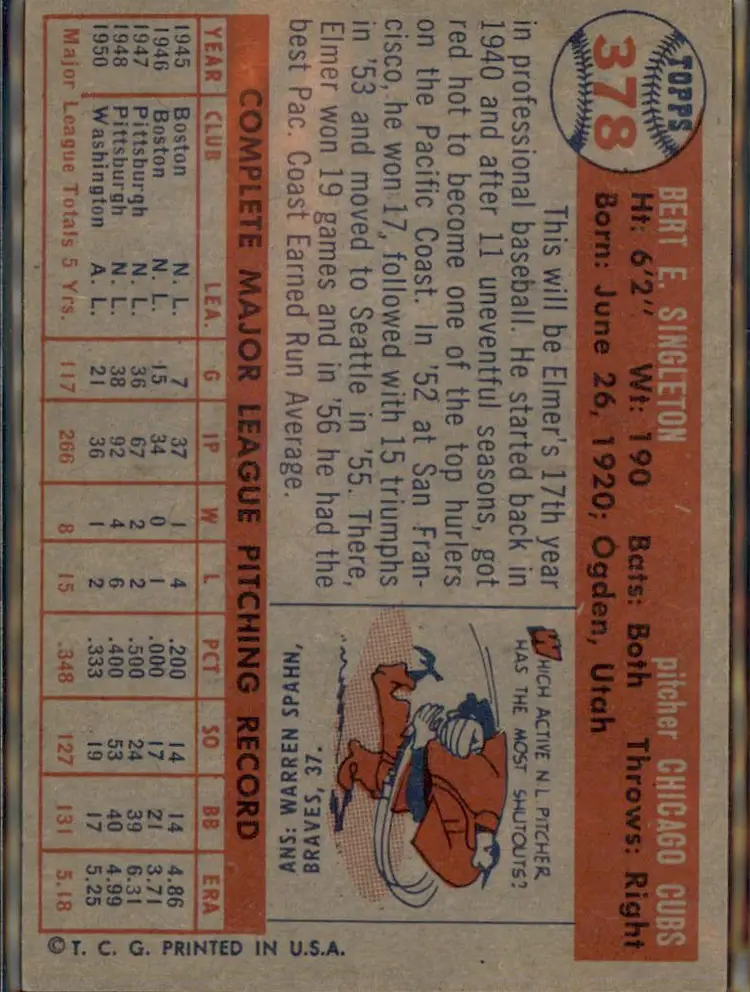 TOPPS
378
BERT E. SINGLETON pitcher CHICAGO CUBS
Ht: 6'2" Wt: 190 Bats: Both Throws: Right
Born: June 26, 1920; Ogden, Utah
This will be Elmer's 17th year
in professional baseball. He started back in
1940 and after 11 uneventful seasons, got
red hot to become one of the top hurlers
on the Pacific Coast. In '52 at San Fran-
cisco, he won 17, followed with 15 triumphs
in '53 and moved to Seattle in '55. There,
Elmer won 19 games and in '56 he had the
best Pac. Coast Earned Run Average.
WHICH ACTIVE N L PITCHER
HAS THE MOST SHUTOUTS?
ANS: WARREN SPAHN,
BRAVES, 37.
COMPLETE MAJOR LEAGUE PITCHING RECORD
YEAR CLUB LEA. G IP W L PCT SO BB ERA
1945 Boston N. L. 7 37 1 4 .200 14 14 4.86
1946 Boston N. L. 15 34 0 1 .000 17 21 3.71
1947 Pittsburgh N. L. 36 67 2 2 .500 24 39 6.31
1948 Pittsburgh N. L. 38 92 4 6 .400 53 40 4.99
1950 Washington A. L. 21 36 1 2 .333 19 17 5.25
Major League Totals 5 Yrs. 117 266 8 15 .348 127 131 5.18
© T. C. G. PRINTED IN U.S.A.